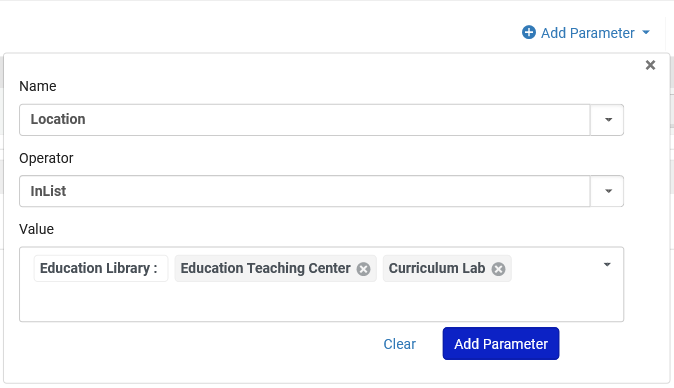 Add Parameter
Name
Location
Operator
InList
Value
Education Library : Education Teaching Center Curriculum Lab
Clear Add Parameter